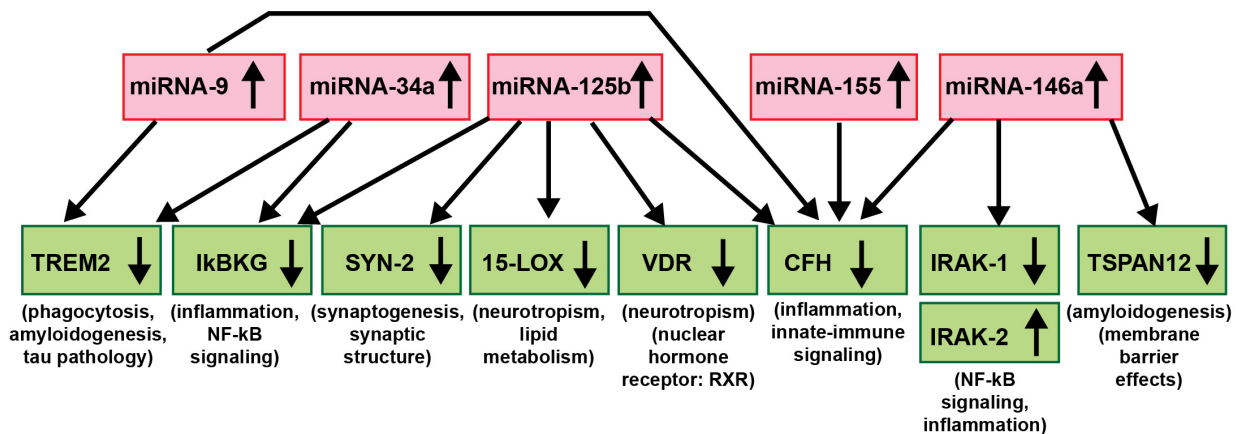 miRNA-9
miRNA-34a
miRNA-125b
miRNA-155
miRNA-146a
TREM2
IkBKG
SYN-2
15-LOX
VDR
CFH
IRAK-1
TSPAN12
IRAK-2
(phagocytosis,
amyloidogenesis,
tau pathology)
(inflammation,
NF-kB
signaling)
(synaptogenesis,
synaptic
structure)
(neurotropism,
lipid
metabolism)
(neurotropism)
(nuclear
hormone
receptor: RXR)
(inflammation,
innate-immune
signaling)
(NF-kB
signaling,
inflammation)
(amyloidogenesis)
(membrane
barrier
effects)